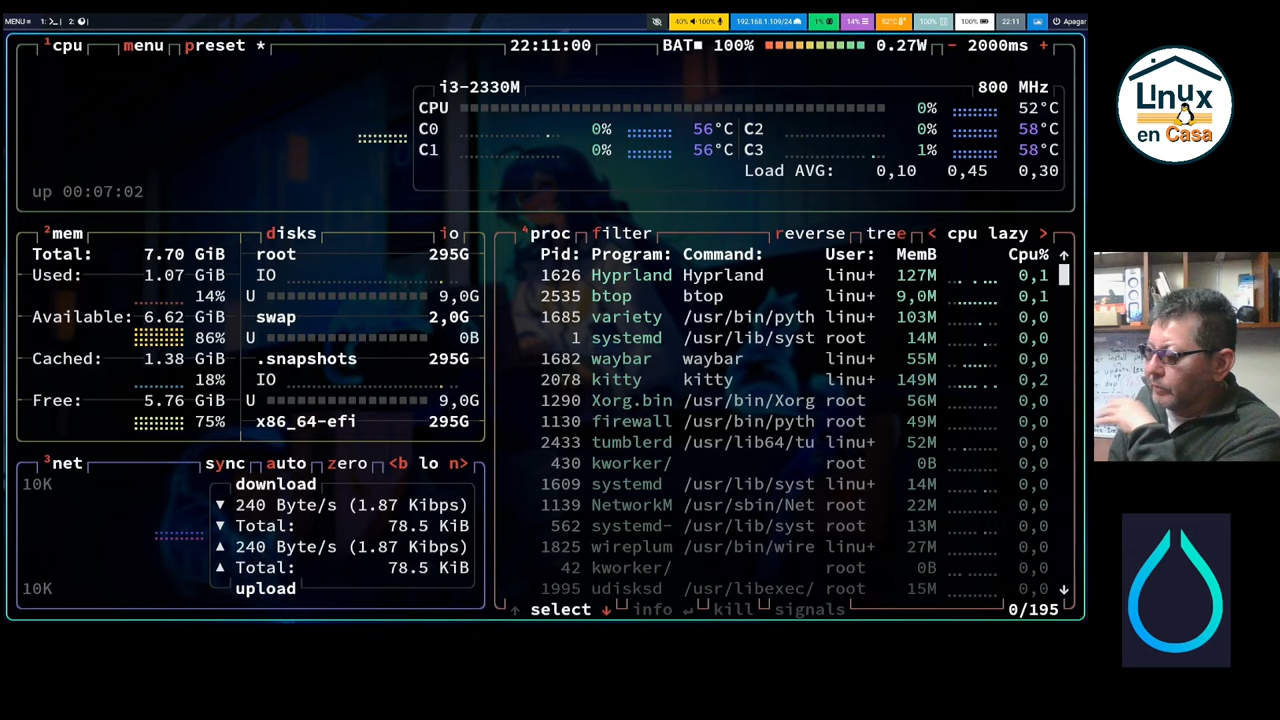 MENU 1: 2: 40% 100% 192.168.1.109/24 1% 14% 62°C 100% 100% 22:11 Apagar
¹cpu menu preset * 22:11:00 BAT■ 100% 0.27W - 2000ms +
i3-2330M 800 MHz
CPU 0% 52°C
C0 0% 56°C C2 0% 58°C
C1 0% 56°C C3 1% 58°C
Load AVG: 0,10 0,45 0,30
up 00:07:02
²mem
Total: 7.70 GiB
Used: 1.07 GiB
14%
Available: 6.62 GiB
86%
Cached: 1.38 GiB
18%
Free: 5.76 GiB
75%
disks io
root 295G
IO
U 9,0G
swap 2,0G
U 0B
.snapshots 295G
IO
U 9,0G
x86_64-efi 295G
³net sync auto zero <b lo n>
10K
download
▼ 240 Byte/s (1.87 Kibps)
▼ Total: 78.5 KiB
▲ 240 Byte/s (1.87 Kibps)
▲ Total: 78.5 KiB
10K
upload
⁴proc filter reverse tree < cpu lazy >
Pid: Program: Command: User: MemB Cpu% ↑
1626 Hyprland Hyprland linu+ 127M 0,1
2535 btop btop linu+ 9,0M 0,1
1685 variety /usr/bin/pyth linu+ 103M 0,0
1 systemd /usr/lib/syst root 14M 0,0
1682 waybar waybar linu+ 55M 0,0
2078 kitty kitty linu+ 149M 0,2
1290 Xorg.bin /usr/bin/Xorg root 56M 0,0
1130 firewall /usr/bin/pyth root 49M 0,0
2433 tumblerd /usr/lib64/tu linu+ 52M 0,0
430 kworker/ root 0B 0,0
1609 systemd /usr/lib/syst linu+ 14M 0,0
1139 NetworkM /usr/sbin/Net root 22M 0,0
562 systemd- /usr/lib/syst root 13M 0,0
1825 wireplum /usr/bin/wire linu+ 27M 0,0
42 kworker/ root 0B 0,0
1995 udisksd /usr/libexec/ root 15M 0,0 ↓
↑ select ↓ info ↵ kill signals 0/195
Linux
en Casa